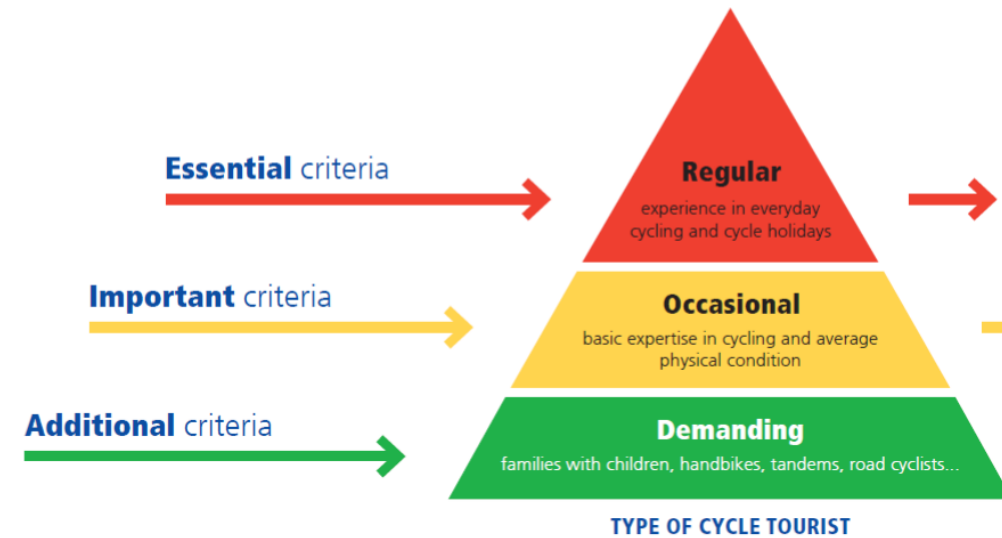 Essential criteria
Regular
experience in everyday
cycling and cycle holidays
Important criteria
Occasional
basic expertise in cycling and average
physical condition
Additional criteria
Demanding
families with children, handbikes, tandems, road cyclists...
TYPE OF CYCLE TOURIST